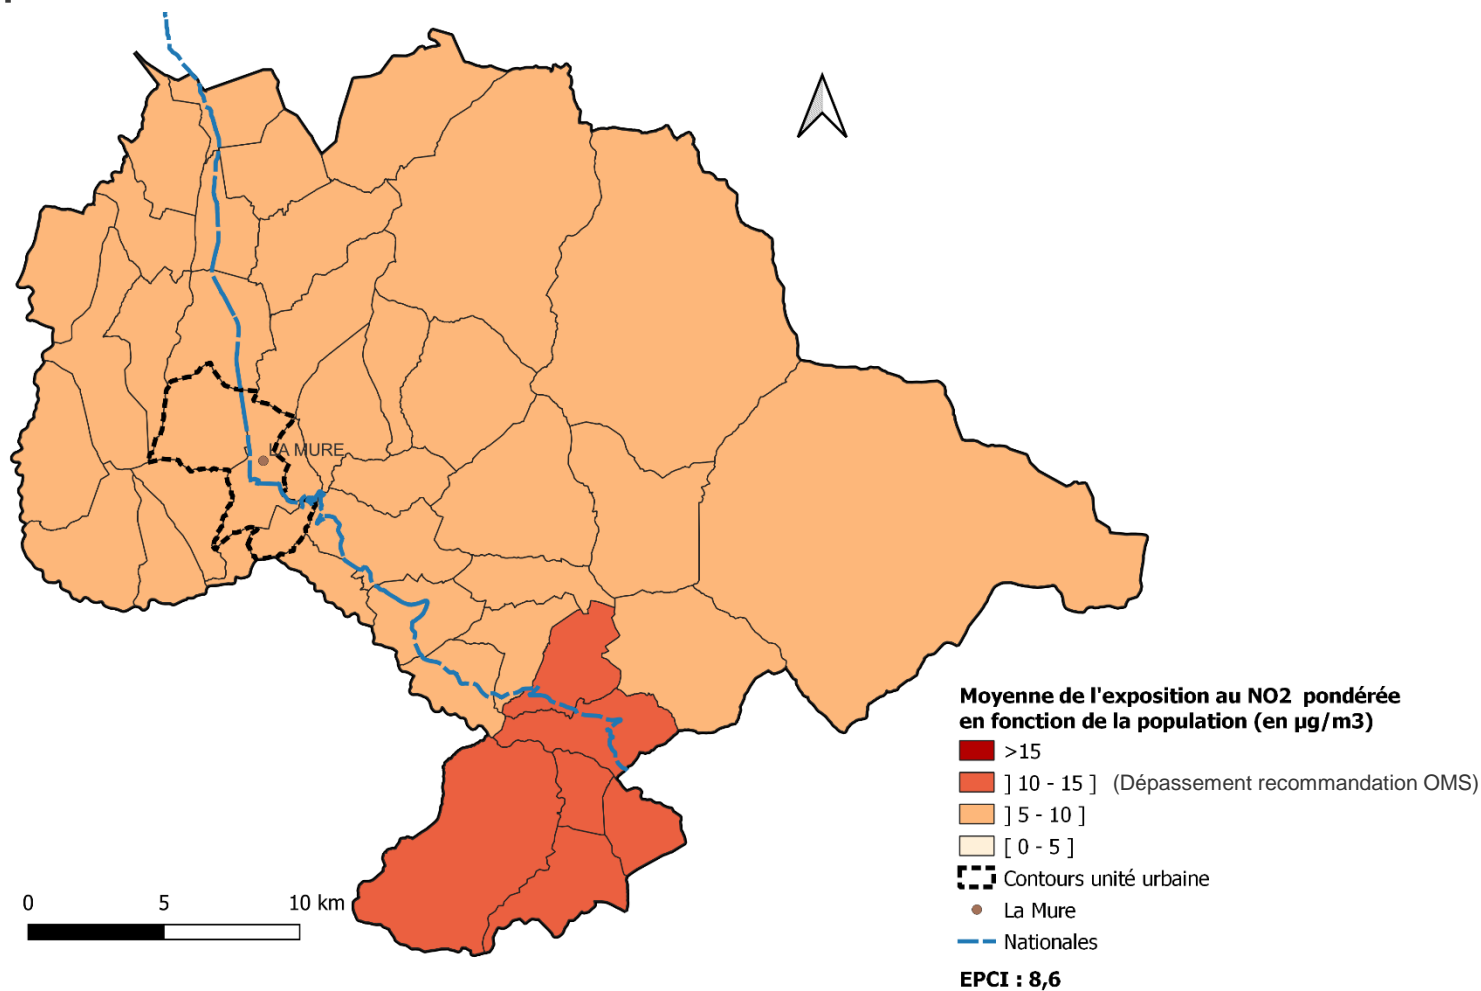 LA MURE
Moyenne de l'exposition au NO2 pondérée
en fonction de la population (en µg/m3)
>15
] 10 - 15 ] (Dépassement recommandation OMS)
] 5 - 10 ]
[ 0 - 5 ]
Contours unité urbaine
La Mure
Nationales
EPCI : 8,6
0 5 10 km